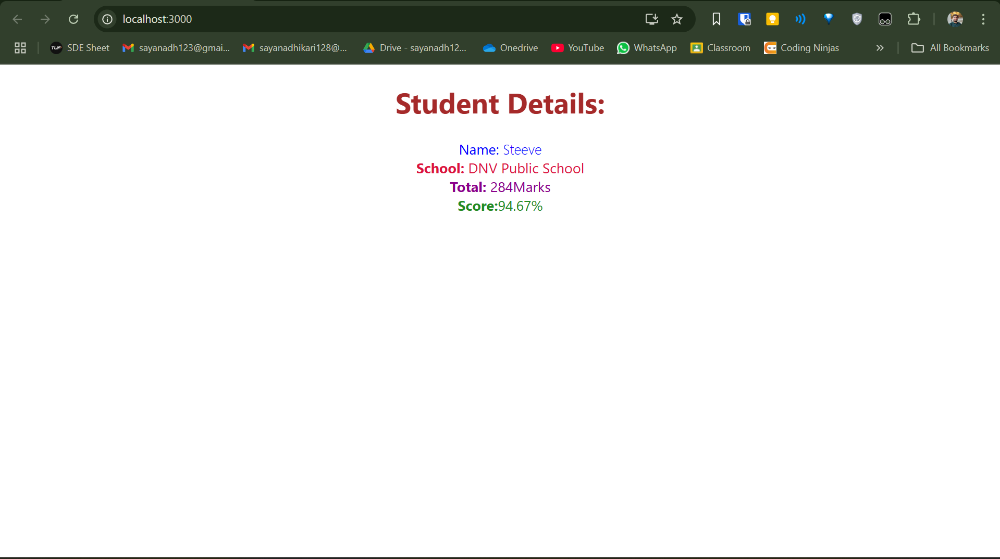 localhost:3000
TUF SDE Sheet sayanadh123@gmai... sayanadhikari128@... Drive - sayanadh12... Onedrive YouTube WhatsApp Classroom Coding Ninjas » All Bookmarks
Student Details:
Name: Steeve
School: DNV Public School
Total: 284Marks
Score:94.67%